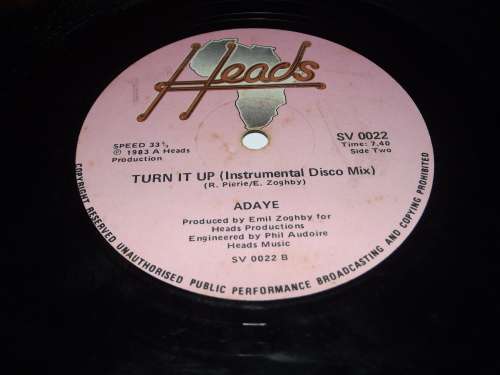 Heads
SPEED 33⅓
℗ 1983 A Heads
Production
SV 0022
Time: 7.40
Side Two
TURN IT UP (Instrumental Disco Mix)
(R. Pierie/E. Zoghby)
ADAYE
Produced by Emil Zoghby for
Heads Productions
Engineered by Phil Audoire
Heads Music
SV 0022 B
COPYRIGHT RESERVED UNAUTHORISED PUBLIC PERFORMANCE BROADCASTING AND COPYING PROHIBITED